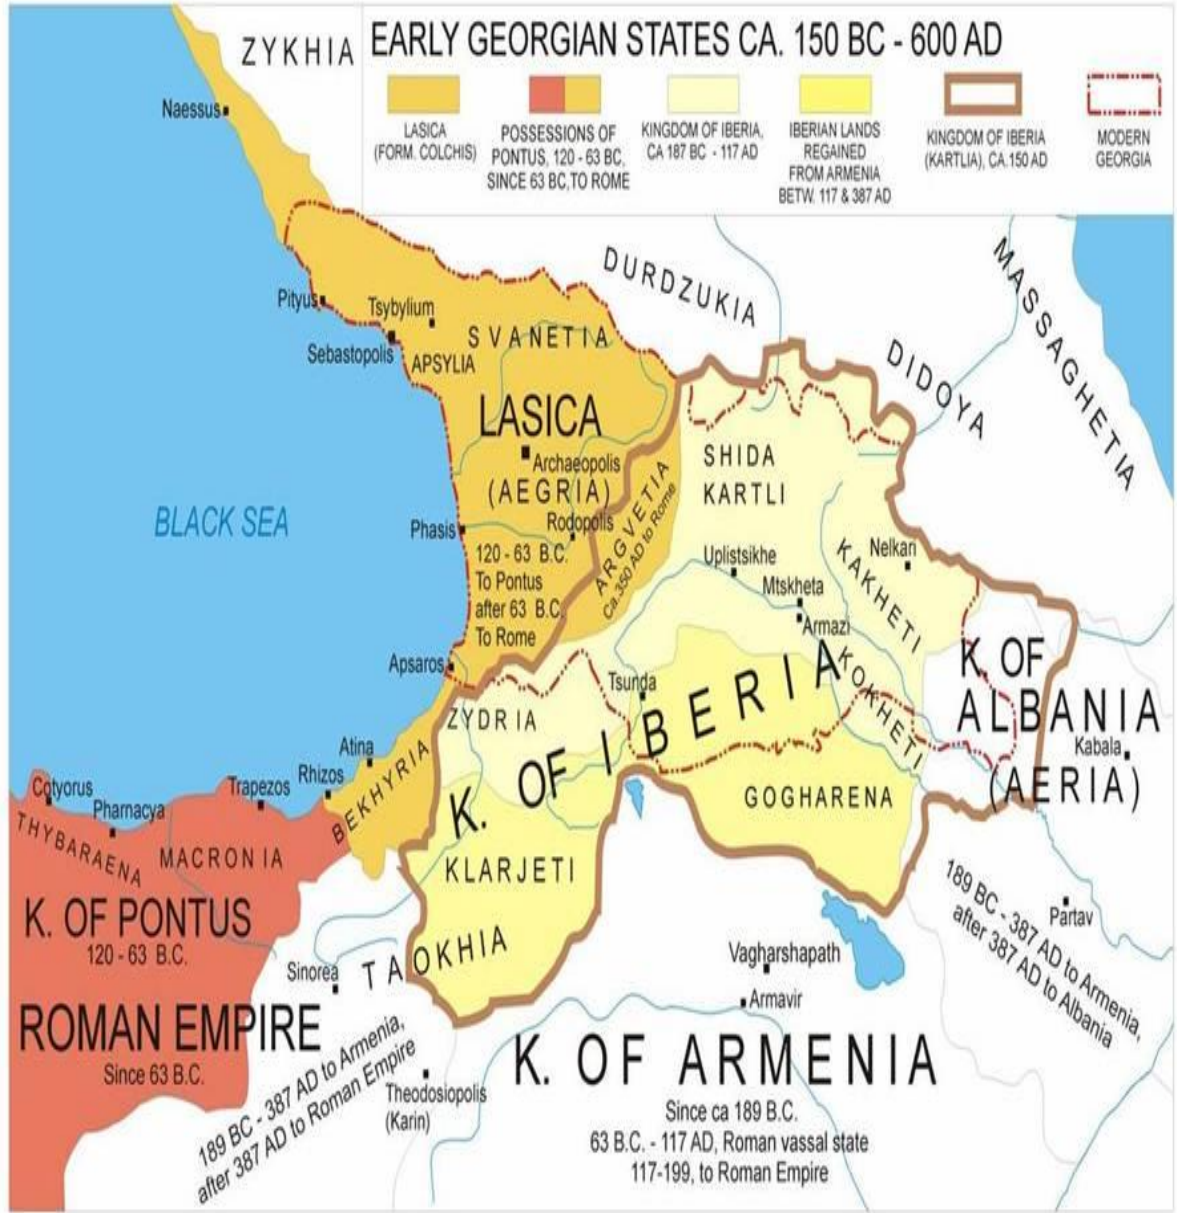 EARLY GEORGIAN STATES CA. 150 BC - 600 AD
LASICA
(FORM. COLCHIS)
POSSESSIONS OF
PONTUS, 120 - 63 BC,
SINCE 63 BC,TO ROME
KINGDOM OF IBERIA,
CA 187 BC - 117 AD
IBERIAN LANDS
REGAINED
FROM ARMENIA
BETW. 117 & 387 AD
KINGDOM OF IBERIA
(KARTLIA), CA.150 AD
MODERN
GEORGIA
ZYKHIA
Naessus
DURDZUKIA
DIDOYA
MASSAGHETIA
Pityus
Tsybylium
Sebastopolis
APSYLIA
SVANETIA
LASICA
Archaeopolis
(AEGRIA)
Rodopolis
Phasis
120 - 63 B.C.
To Pontus
after 63 B.C.
To Rome
ARGVETIA
Ca.350 AD to Rome
BLACK SEA
SHIDA
KARTLI
Uplistsikhe
Mtskheta
Armazi
Nelkari
KAKHETI
KOKHETI
K. OF
ALBANIA
Kabala
(AERIA)
Apsaros
ZYDRIA
Tsunda
K. OF IBERIA
GOGHARENA
Atina
Rhizos
BEKHYRIA
Trapezos
Cotyorus
Pharnacya
THYBARAENA
MACRONIA
K. OF PONTUS
120 - 63 B.C.
KLARJETI
TAOKHIA
Sinorea
ROMAN EMPIRE
Since 63 B.C.
189 BC - 387 AD to Armenia,
after 387 AD to Roman Empire
Theodosiopolis
(Karin)
Vagharshapath
Armavir
K. OF ARMENIA
Since ca 189 B.C.
63 B.C. - 117 AD, Roman vassal state
117-199, to Roman Empire
189 BC - 387 AD to Armenia,
after 387 AD to Albania
Partav